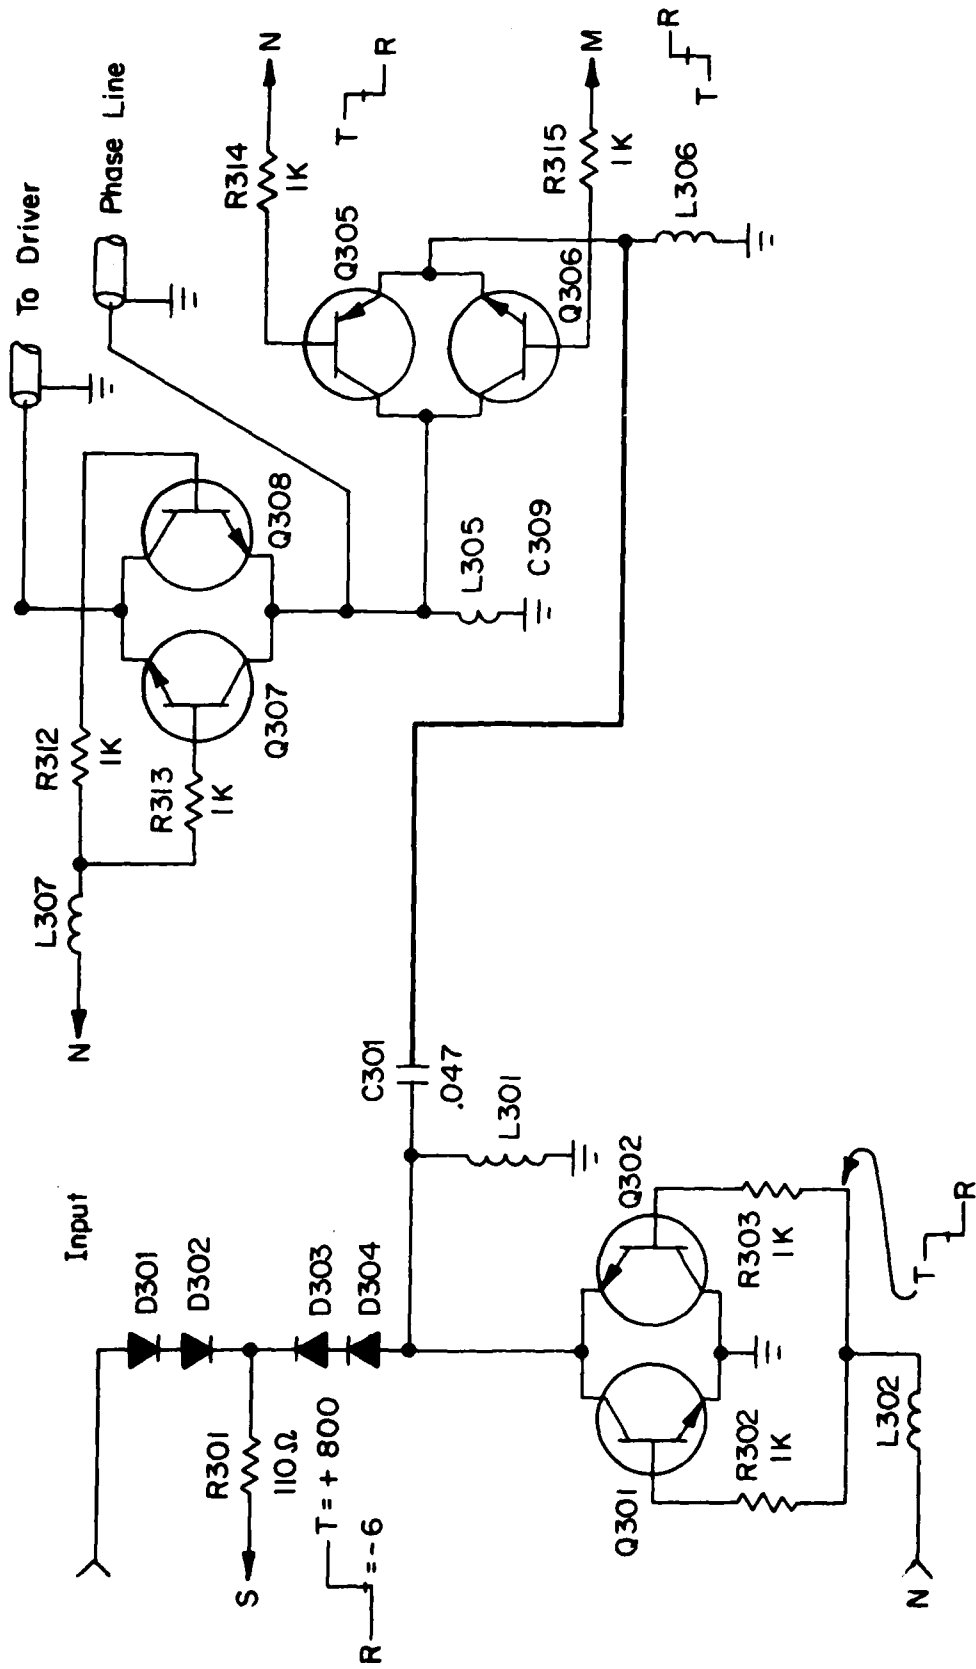 To Driver
Phase Line
N
L307
R312
1K
R313
1K
Q307
Q308
R314
1K
N
Q305
T
R
Q306
R315
1K
M
T
R
L306
L305
C309
Input
D301
D302
R301
110Ω
S
D303
D304
T = + 800
R
= -6
C301
.047
L301
Q301
Q302
R302
1K
R303
1K
L302
N
T
R